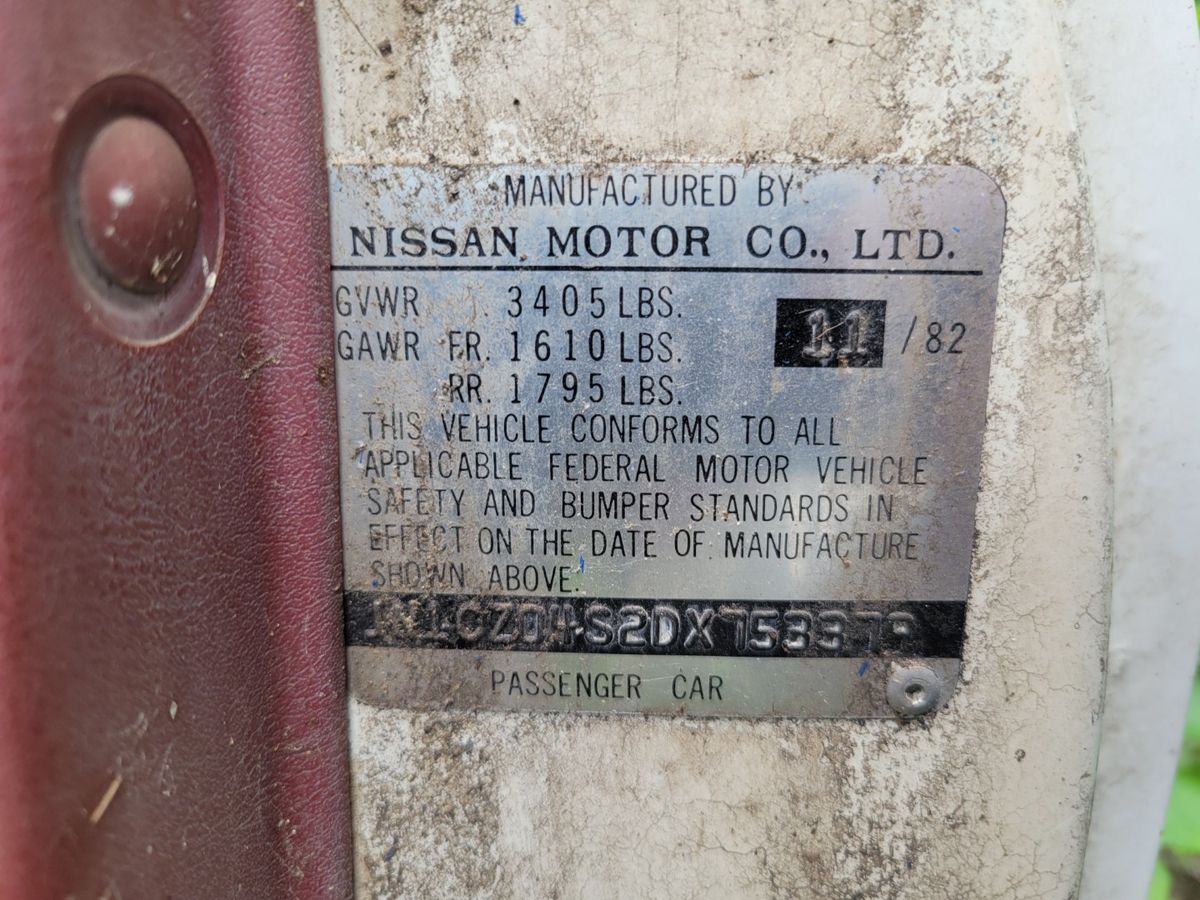 MANUFACTURED BY
NISSAN MOTOR CO., LTD.
GVWR 3405 LBS.
GAWR FR. 1610 LBS.
11 /82
RR. 1795 LBS.
THIS VEHICLE CONFORMS TO ALL
APPLICABLE FEDERAL MOTOR VEHICLE
SAFETY AND BUMPER STANDARDS IN
EFFECT ON THE DATE OF MANUFACTURE
SHOWN ABOVE.
PASSENGER CAR